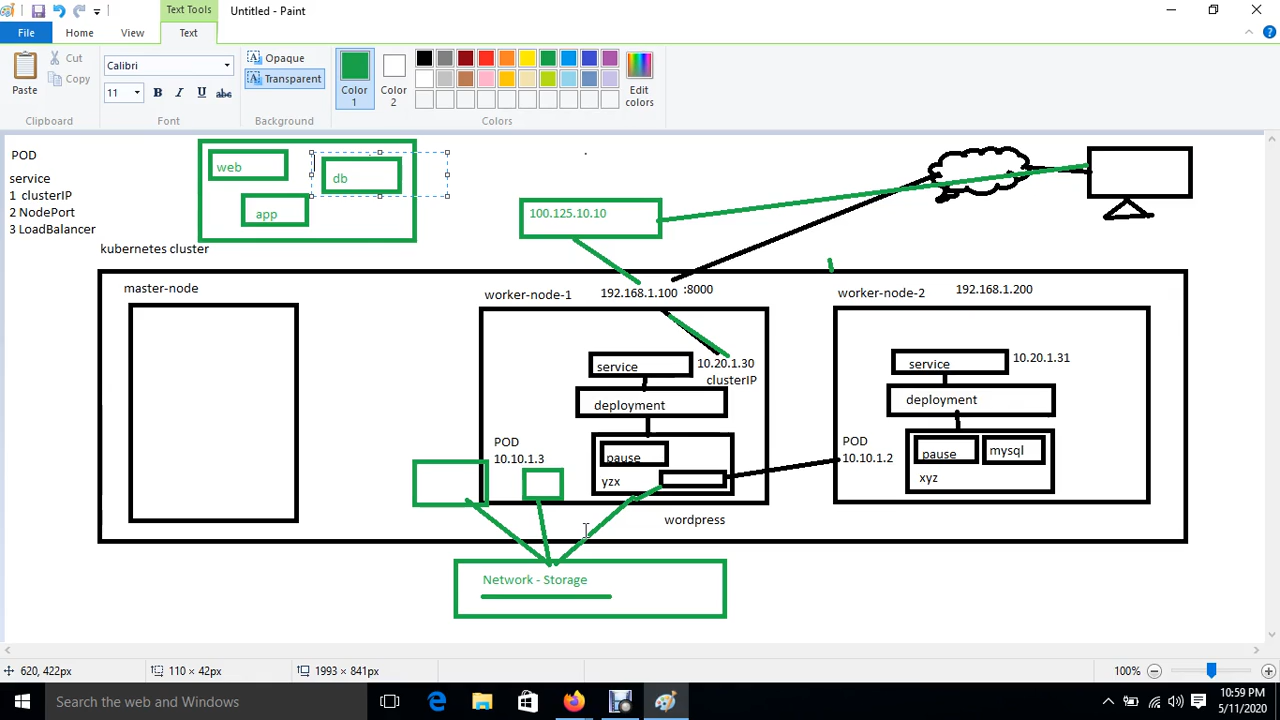 Text Tools
Untitled - Paint
File
Home
View
Text
Paste
Cut
Copy
Clipboard
Calibri
11
B I U abc
Font
Opaque
Transparent
Background
Color 1
Color 2
Edit colors
Colors
POD
service
1 clusterIP
2 NodePort
3 LoadBalancer
kubernetes cluster
web
db
app
100.125.10.10
master-node
worker-node-1
192.168.1.100 :8000
worker-node-2
192.168.1.200
service
10.20.1.30
clusterIP
deployment
POD
10.10.1.3
pause
yzx
wordpress
service
10.20.1.31
deployment
POD
10.10.1.2
pause
mysql
xyz
Network - Storage
620, 422px
110 × 42px
1993 × 841px
100%
Search the web and Windows
10:59 PM
5/11/2020